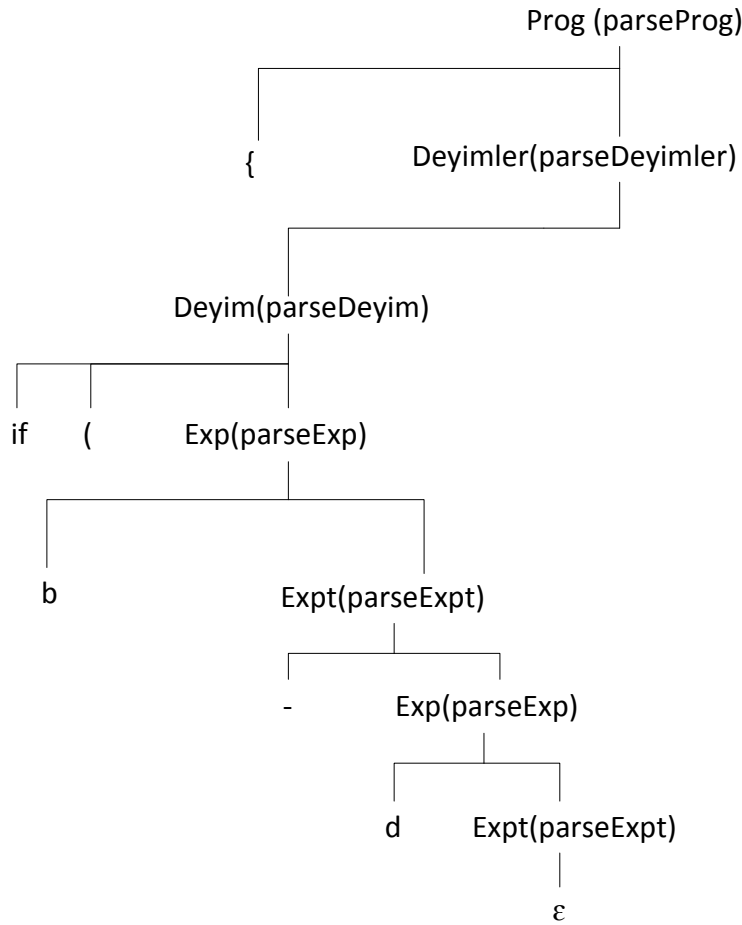 Prog (parseProg)
{ Deyimler(parseDeyimler)
Deyim(parseDeyim)
if ( Exp(parseExp)
b Expt(parseExpt)
- Exp(parseExp)
d Expt(parseExpt)
ε